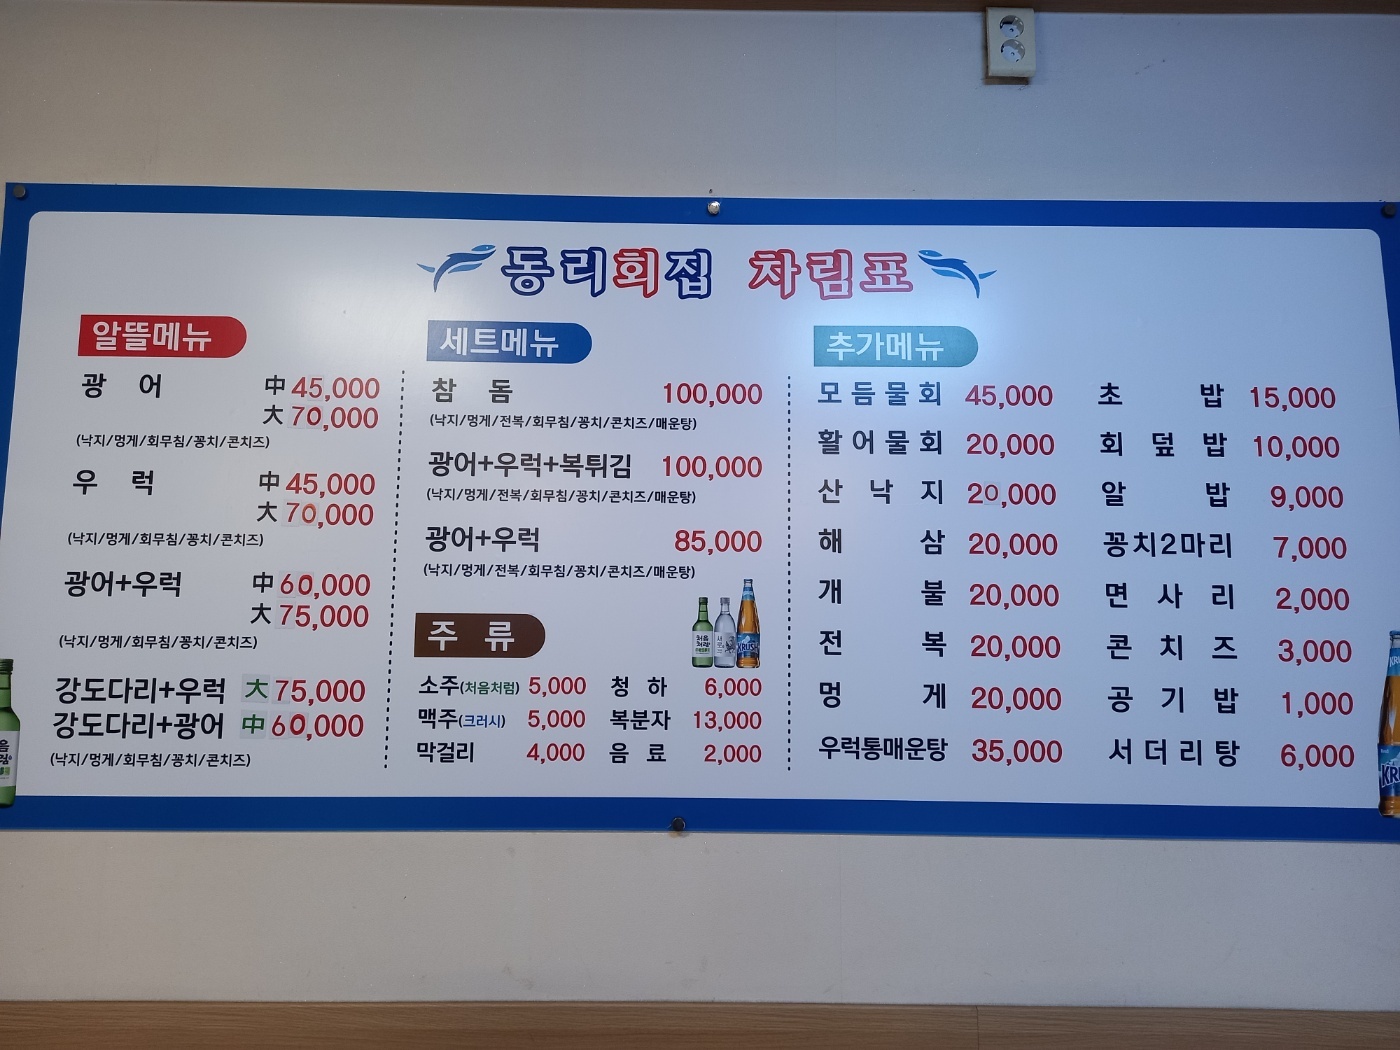 동리회집 차림표
알뜰메뉴
광어 中 45,000
大 70,000
(낙지/멍게/회무침/꽁치/콘치즈)
우럭 中 45,000
大 70,000
(낙지/멍게/회무침/꽁치/콘치즈)
광어+우럭 中 60,000
大 75,000
(낙지/멍게/회무침/꽁치/콘치즈)
강도다리+우럭 大 75,000
강도다리+광어 中 60,000
(낙지/멍게/회무침/꽁치/콘치즈)
세트메뉴
참돔 100,000
(낙지/멍게/전복/회무침/꽁치/콘치즈/매운탕)
광어+우럭+복튀김 100,000
(낙지/멍게/전복/회무침/꽁치/콘치즈/매운탕)
광어+우럭 85,000
(낙지/멍게/전복/회무침/꽁치/콘치즈/매운탕)
주류
소주(처음처럼) 5,000 청하 6,000
맥주(크러시) 5,000 복분자 13,000
막걸리 4,000 음료 2,000
추가메뉴
모듬물회 45,000 초밥 15,000
활어물회 20,000 회덮밥 10,000
산낙지 20,000 알밥 9,000
해삼 20,000 꽁치2마리 7,000
개불 20,000 면사리 2,000
전복 20,000 콘치즈 3,000
멍게 20,000 공기밥 1,000
우럭통매운탕 35,000 서더리탕 6,000